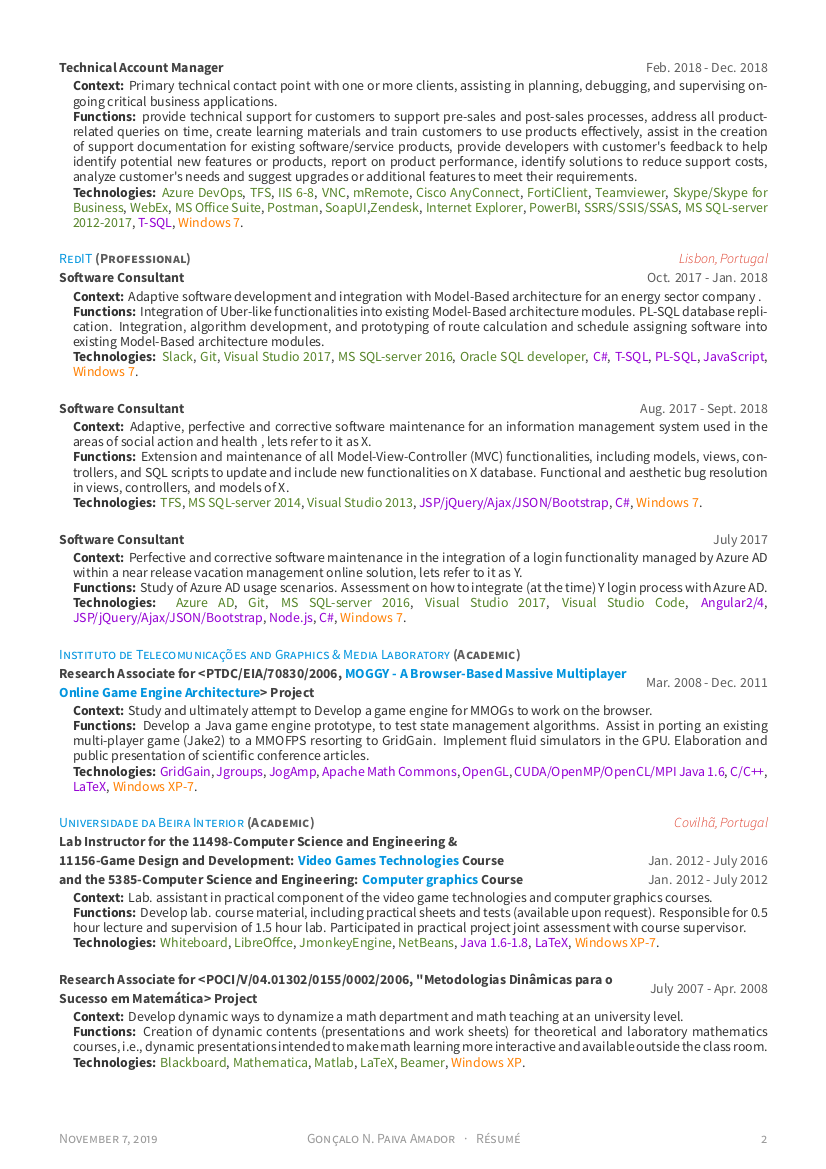 Technical Account Manager Feb. 2018 - Dec. 2018
Context: Primary technical contact point with one or more clients, assisting in planning, debugging, and supervising on-
going critical business applications.
Functions: provide technical support for customers to support pre-sales and post-sales processes, address all product-
related queries on time, create learning materials and train customers to use products effectively, assist in the creation
of support documentation for existing software/service products, provide developers with customer's feedback to help
identify potential new features or products, report on product performance, identify solutions to reduce support costs,
analyze customer's needs and suggest upgrades or additional features to meet their requirements.
Technologies: Azure DevOps, TFS, IIS 6-8, VNC, mRemote, Cisco AnyConnect, FortiClient, Teamviewer, Skype/Skype for
Business, WebEx, MS Office Suite, Postman, SoapUI,Zendesk, Internet Explorer, PowerBI, SSRS/SSIS/SSAS, MS SQL-server
2012-2017, T-SQL, Windows 7.
RedIT (Professional) Lisbon, Portugal
Software Consultant Oct. 2017 - Jan. 2018
Context: Adaptive software development and integration with Model-Based architecture for an energy sector company .
Functions: Integration of Uber-like functionalities into existing Model-Based architecture modules. PL-SQL database repli-
cation. Integration, algorithm development, and prototyping of route calculation and schedule assigning software into
existing Model-Based architecture modules.
Technologies: Slack, Git, Visual Studio 2017, MS SQL-server 2016, Oracle SQL developer, C#, T-SQL, PL-SQL, JavaScript,
Windows 7.
Software Consultant Aug. 2017 - Sept. 2018
Context: Adaptive, perfective and corrective software maintenance for an information management system used in the
areas of social action and health , lets refer to it as X.
Functions: Extension and maintenance of all Model-View-Controller (MVC) functionalities, including models, views, con-
trollers, and SQL scripts to update and include new functionalities on X database. Functional and aesthetic bug resolution
in views, controllers, and models of X.
Technologies: TFS, MS SQL-server 2014, Visual Studio 2013, JSP/jQuery/Ajax/JSON/Bootstrap, C#, Windows 7.
Software Consultant July 2017
Context: Perfective and corrective software maintenance in the integration of a login functionality managed by Azure AD
within a near release vacation management online solution, lets refer to it as Y.
Functions: Study of Azure AD usage scenarios. Assessment on how to integrate (at the time) Y login process with Azure AD.
Technologies: Azure AD, Git, MS SQL-server 2016, Visual Studio 2017, Visual Studio Code, Angular2/4,
JSP/jQuery/Ajax/JSON/Bootstrap, Node.js, C#, Windows 7.
Instituto de Telecomunicações and Graphics & Media Laboratory (Academic)
Research Associate for <PTDC/EIA/70830/2006, MOGGY - A Browser-Based Massive Multiplayer
Online Game Engine Architecture> Project Mar. 2008 - Dec. 2011
Context: Study and ultimately attempt to Develop a game engine for MMOGs to work on the browser.
Functions: Develop a Java game engine prototype, to test state management algorithms. Assist in porting an existing
multi-player game (Jake2) to a MMOFPS resorting to GridGain. Implement fluid simulators in the GPU. Elaboration and
public presentation of scientific conference articles.
Technologies: GridGain, Jgroups, JogAmp, Apache Math Commons, OpenGL, CUDA/OpenMP/OpenCL/MPI Java 1.6, C/C++,
LaTeX, Windows XP-7.
Universidade da Beira Interior (Academic) Covilhã, Portugal
Lab Instructor for the 11498-Computer Science and Engineering &
11156-Game Design and Development: Video Games Technologies Course Jan. 2012 - July 2016
and the 5385-Computer Science and Engineering: Computer graphics Course Jan. 2012 - July 2012
Context: Lab. assistant in practical component of the video game technologies and computer graphics courses.
Functions: Develop lab. course material, including practical sheets and tests (available upon request). Responsible for 0.5
hour lecture and supervision of 1.5 hour lab. Participated in practical project joint assessment with course supervisor.
Technologies: Whiteboard, LibreOffce, JmonkeyEngine, NetBeans, Java 1.6-1.8, LaTeX, Windows XP-7.
Research Associate for <POCI/V/04.01302/0155/0002/2006, "Metodologias Dinâmicas para o
Sucesso em Matemática> Project July 2007 - Apr. 2008
Context: Develop dynamic ways to dynamize a math department and math teaching at an university level.
Functions: Creation of dynamic contents (presentations and work sheets) for theoretical and laboratory mathematics
courses, i.e., dynamic presentations intended to make math learning more interactive and available outside the class room.
Technologies: Blackboard, Mathematica, Matlab, LaTeX, Beamer, Windows XP.
November 7, 2019 Gonçalo N. Paiva Amador · Résumé 2